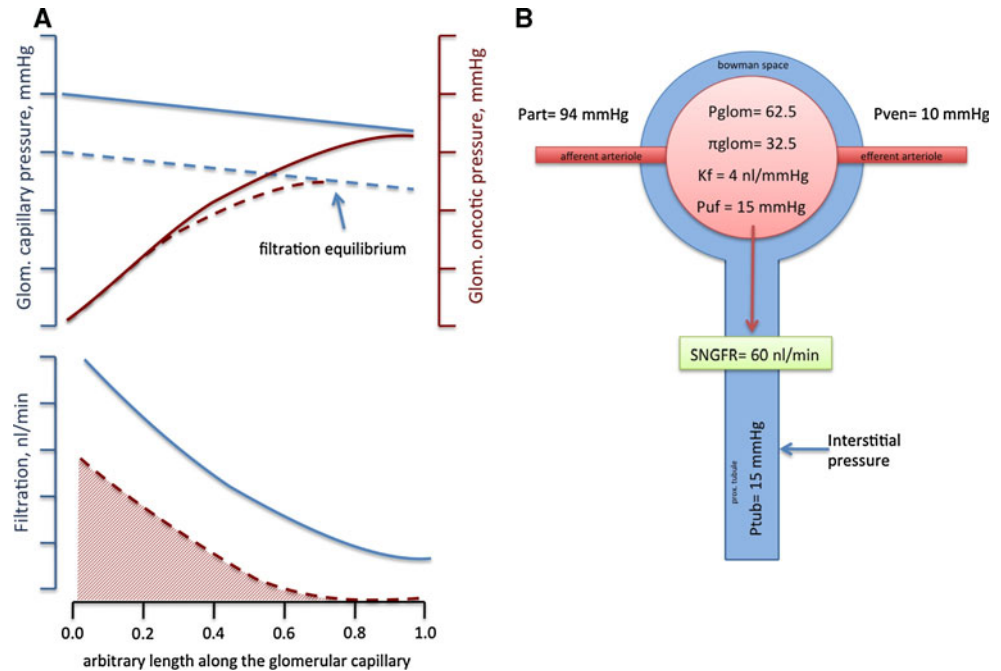 A
Glom. capillary pressure, mmHg
Glom. oncotic pressure, mmHg
filtration equilibrium
Filtration, nl/min
0.0 0.2 0.4 0.6 0.8 1.0
arbitrary length along the glomerular capillary
B
bowman space
Part= 94 mmHg
Pven= 10 mmHg
Pglom= 62.5
πglom= 32.5
Kf = 4 nl/mmHg
Puf = 15 mmHg
afferent arteriole
efferent arteriole
SNGFR= 60 nl/min
prox. tubule
Ptub= 15 mmHg
Interstitial
pressure